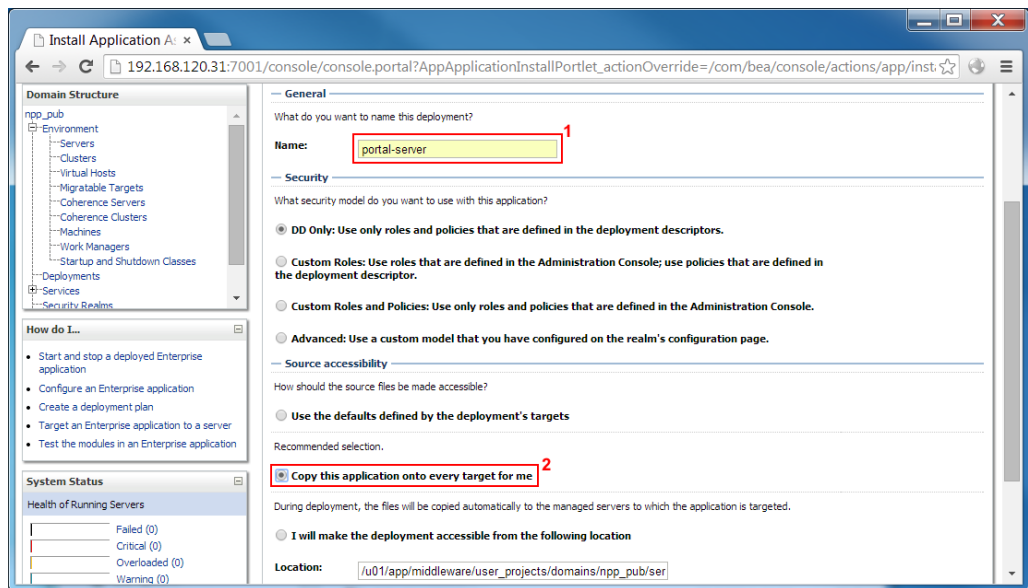 Install Application A
192.168.120.31:7001/console/console.portal?AppApplicationInstallPortlet_actionOverride=/com/bea/console/actions/app/inst
Domain Structure
npp_pub
Environment
Servers
Clusters
Virtual Hosts
Migratable Targets
Coherence Servers
Coherence Clusters
Machines
Work Managers
Startup and Shutdown Classes
Deployments
Services
Security Realms
How do I...
Start and stop a deployed Enterprise
application
Configure an Enterprise application
Create a deployment plan
Target an Enterprise application to a server
Test the modules in an Enterprise application
System Status
Health of Running Servers
Failed (0)
Critical (0)
Overloaded (0)
Warning (0)
General
What do you want to name this deployment?
1
Name: portal-server
Security
What security model do you want to use with this application?
DD Only: Use only roles and policies that are defined in the deployment descriptors.
Custom Roles: Use roles that are defined in the Administration Console; use policies that are defined in
the deployment descriptor.
Custom Roles and Policies: Use only roles and policies that are defined in the Administration Console.
Advanced: Use a custom model that you have configured on the realm's configuration page.
Source accessibility
How should the source files be made accessible?
Use the defaults defined by the deployment's targets
Recommended selection.
2
Copy this application onto every target for me
During deployment, the files will be copied automatically to the managed servers to which the application is targeted.
I will make the deployment accessible from the following location
Location: /u01/app/middleware/user_projects/domains/npp_pub/ser